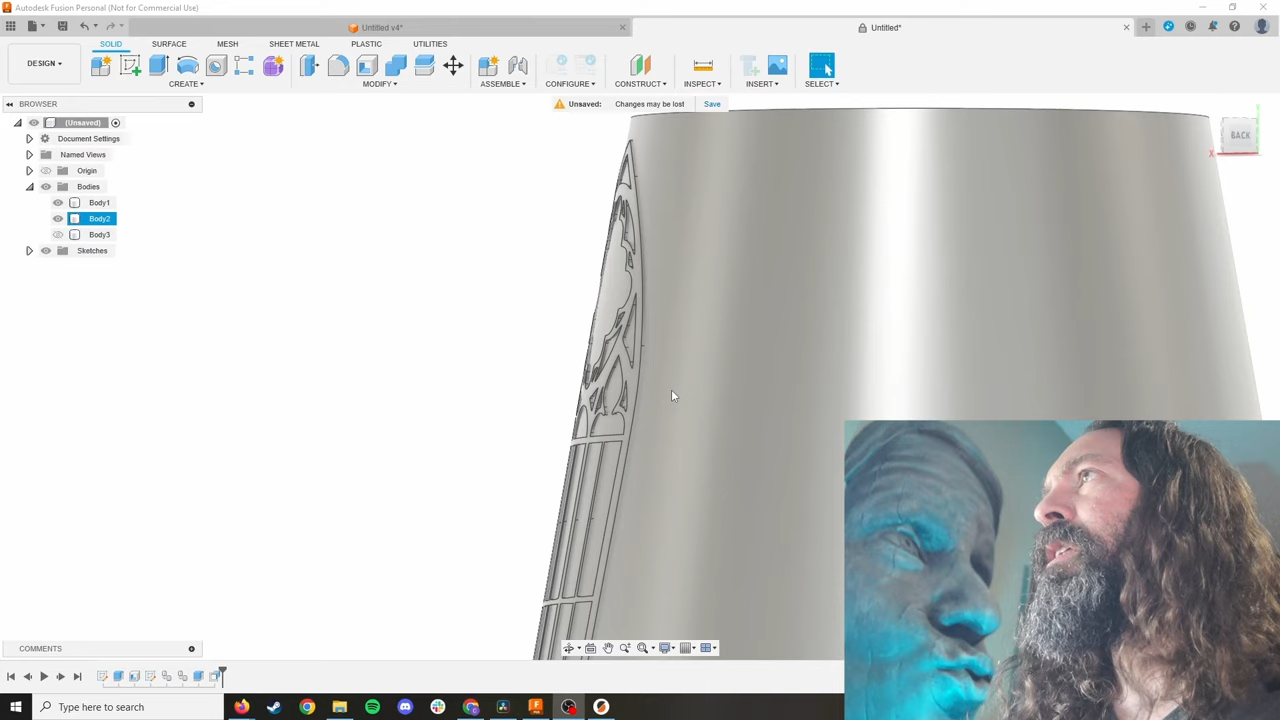 Autodesk Fusion Personal (Not for Commercial Use)
Untitled v4*
Untitled*
DESIGN
SOLID
SURFACE
MESH
SHEET METAL
PLASTIC
UTILITIES
CREATE
MODIFY
ASSEMBLE
CONFIGURE
CONSTRUCT
INSPECT
INSERT
SELECT
BROWSER
Unsaved: Changes may be lost Save
(Unsaved)
Document Settings
Named Views
Origin
Bodies
Body1
Body2
Body3
Sketches
BACK
X
COMMENTS
Type here to search